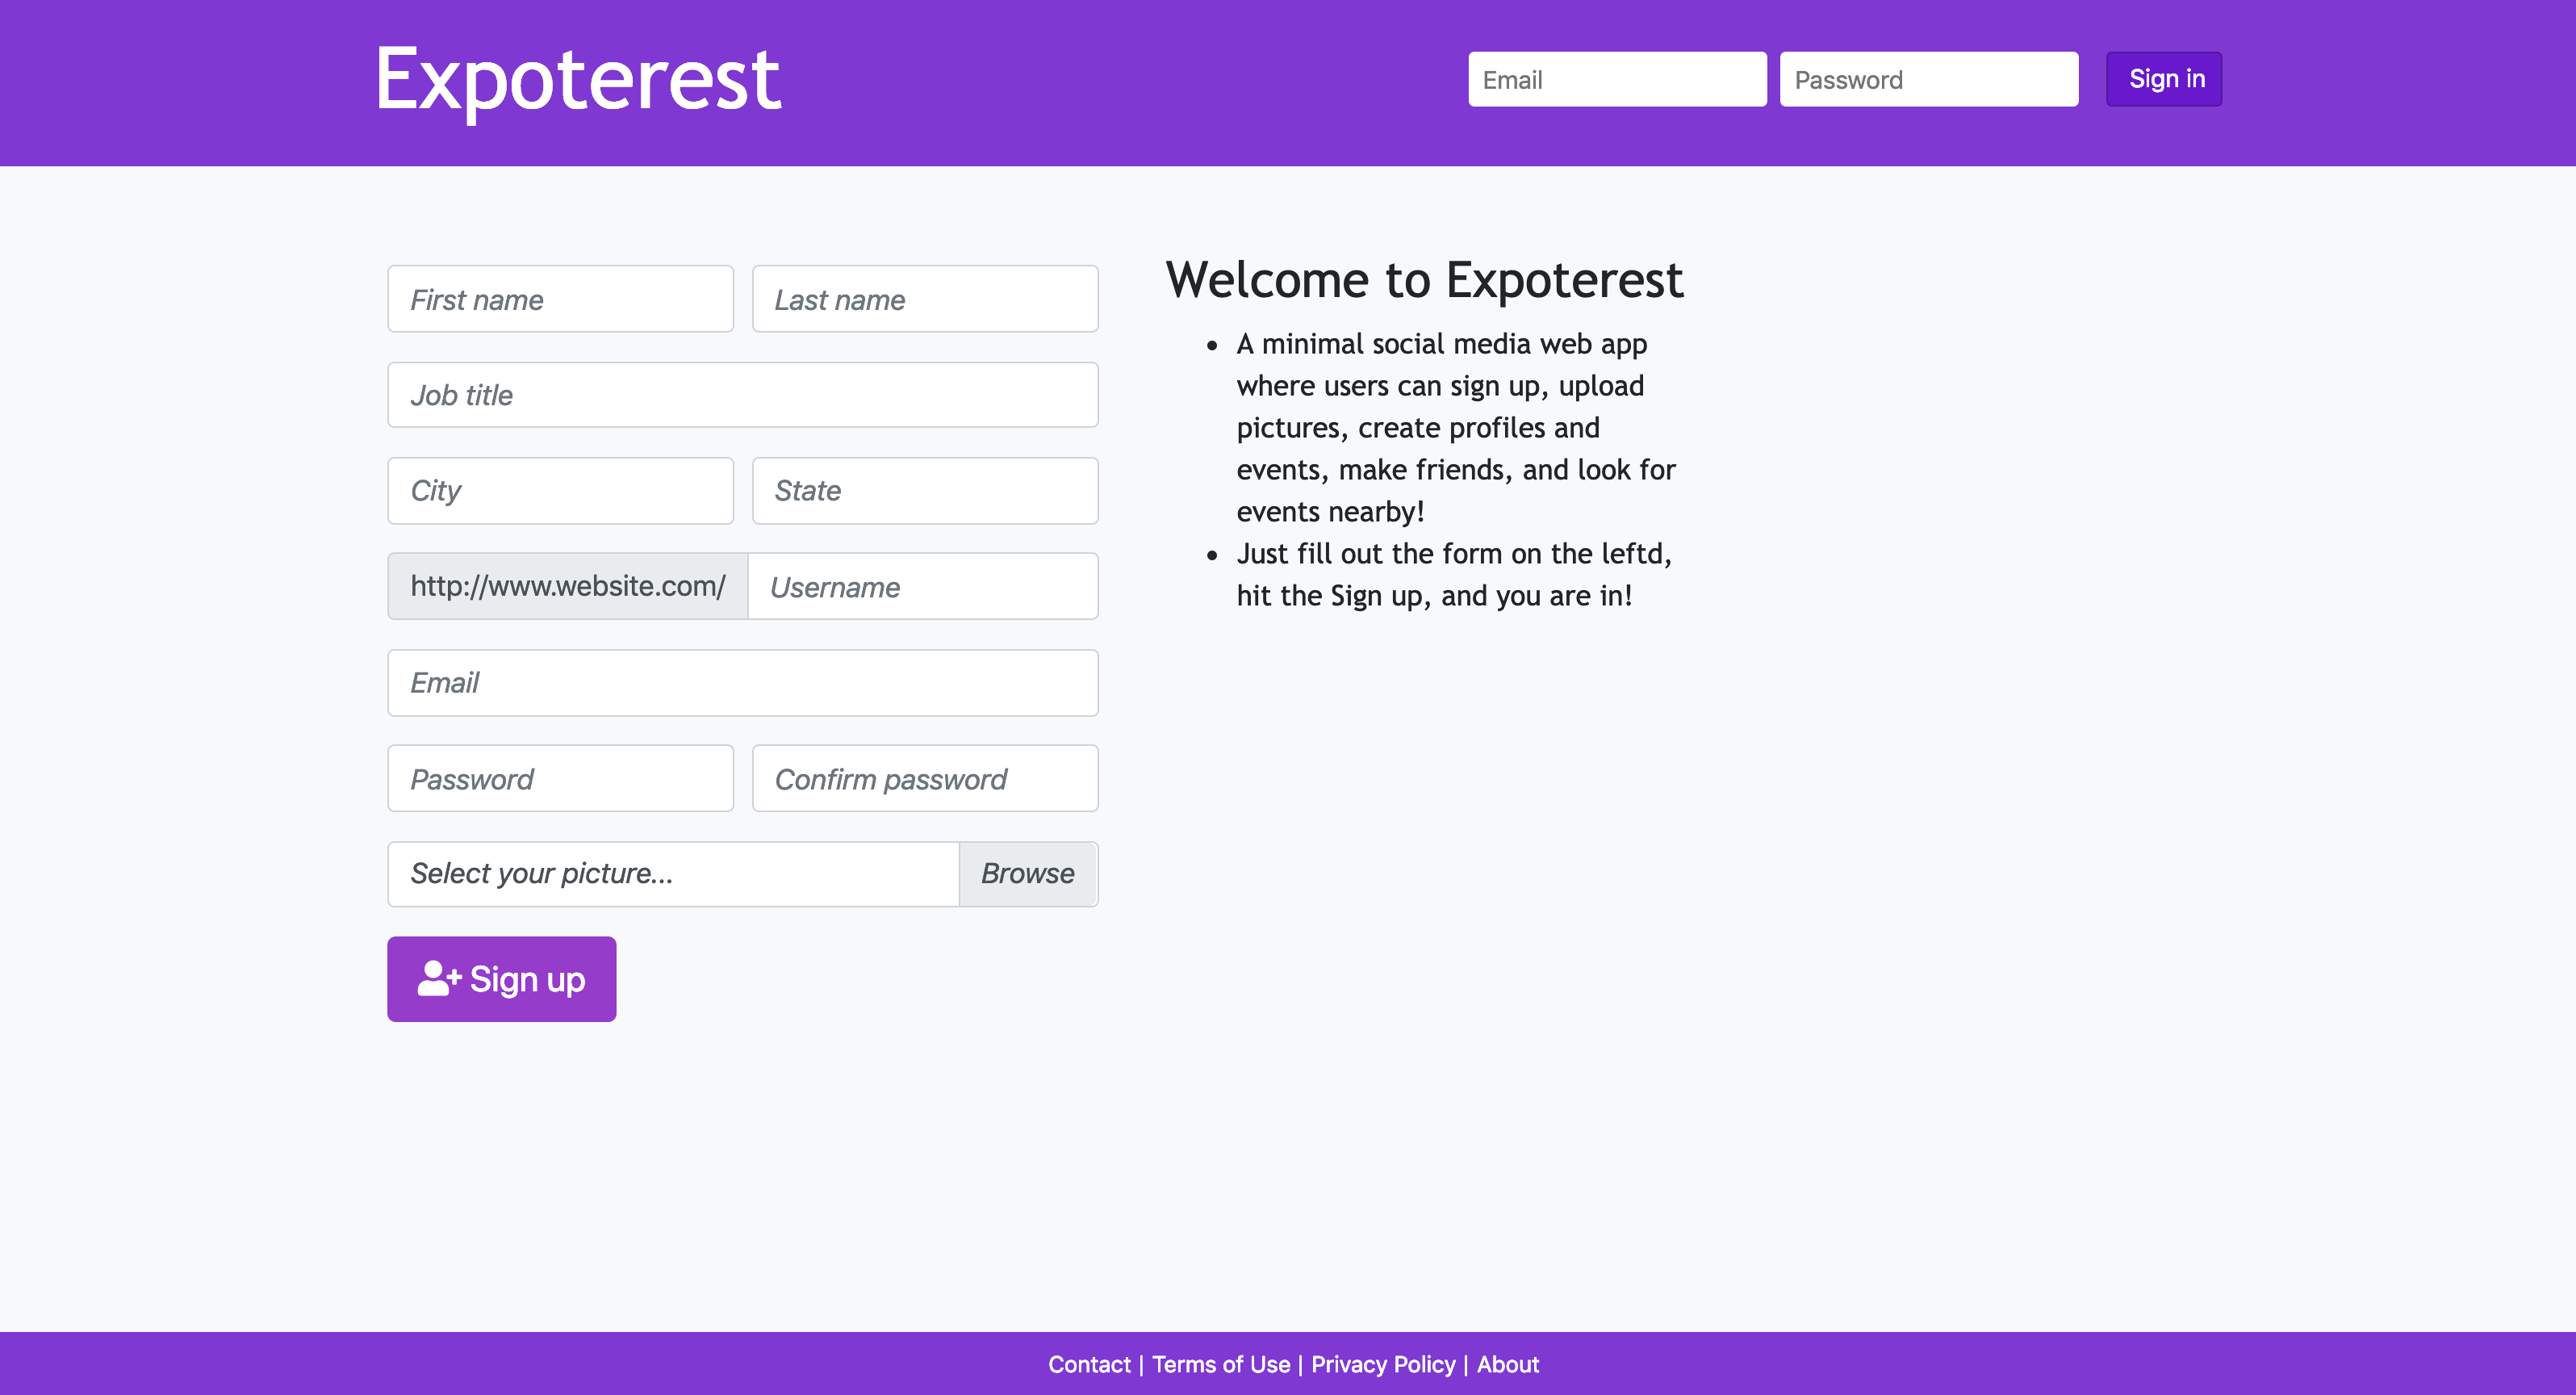 Expoterest
Email Password Sign in
First name Last name
Job title
City State
http://www.website.com/ Username
Email
Password Confirm password
Select your picture... Browse
Sign up
Welcome to Expoterest
A minimal social media web app
where users can sign up, upload
pictures, create profiles and
events, make friends, and look for
events nearby!
Just fill out the form on the leftd,
hit the Sign up, and you are in!
Contact | Terms of Use | Privacy Policy | About